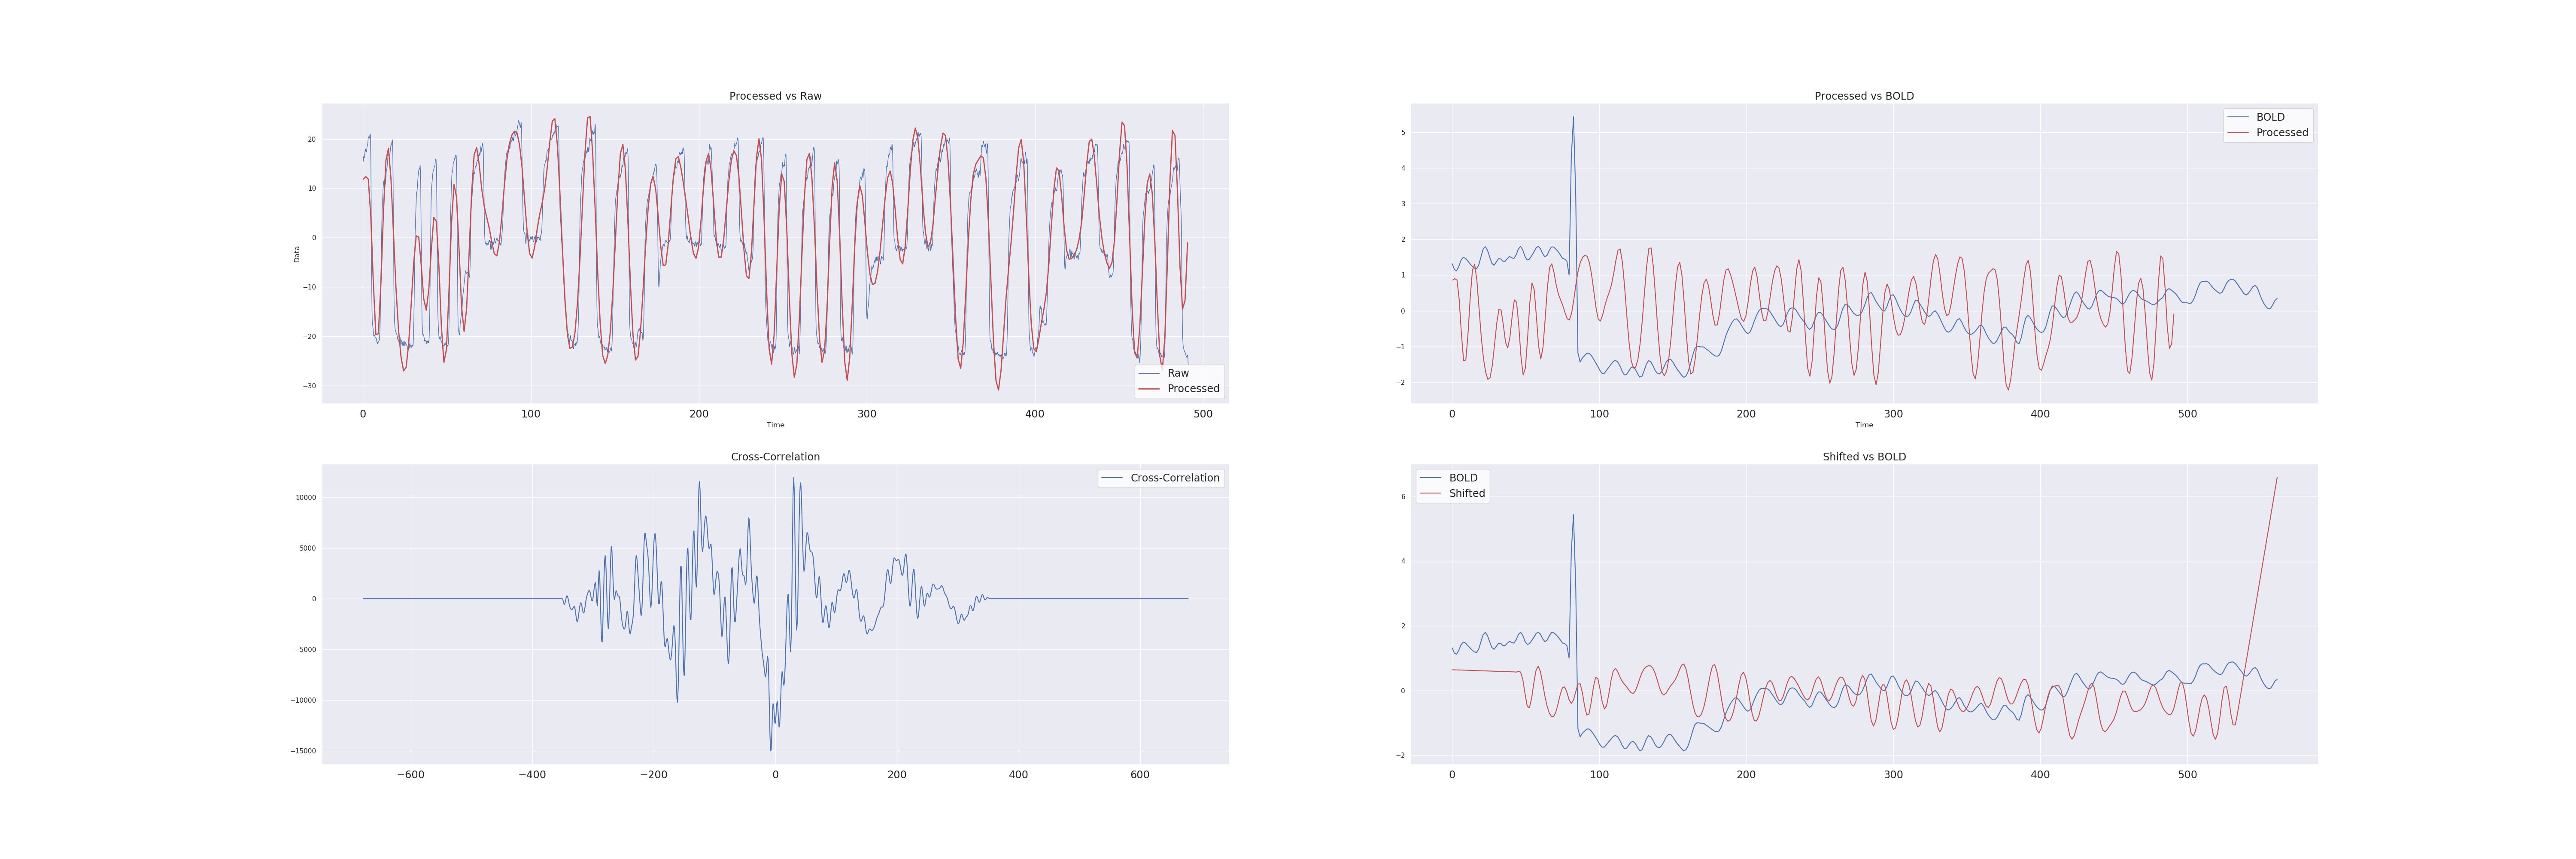 Processed vs Raw
20
10
0
−10
−20
−30
Data
0 100 200 300 400 500
Time
Raw
Processed
Processed vs BOLD
5
4
3
2
1
0
−1
−2
0 100 200 300 400 500
Time
BOLD
Processed
Cross-Correlation
10000
5000
0
−5000
−10000
−15000
−600 −400 −200 0 200 400 600
Cross-Correlation
Shifted vs BOLD
6
4
2
0
−2
0 100 200 300 400 500
BOLD
Shifted